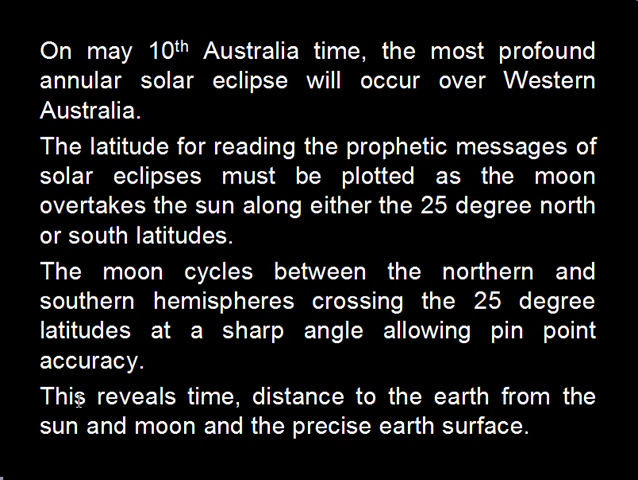 On may 10th Australia time, the most profound
annular solar eclipse will occur over Western
Australia.
The latitude for reading the prophetic messages of
solar eclipses must be plotted as the moon
overtakes the sun along either the 25 degree north
or south latitudes.
The moon cycles between the northern and
southern hemispheres crossing the 25 degree
latitudes at a sharp angle allowing pin point
accuracy.
This reveals time, distance to the earth from the
sun and moon and the precise earth surface.